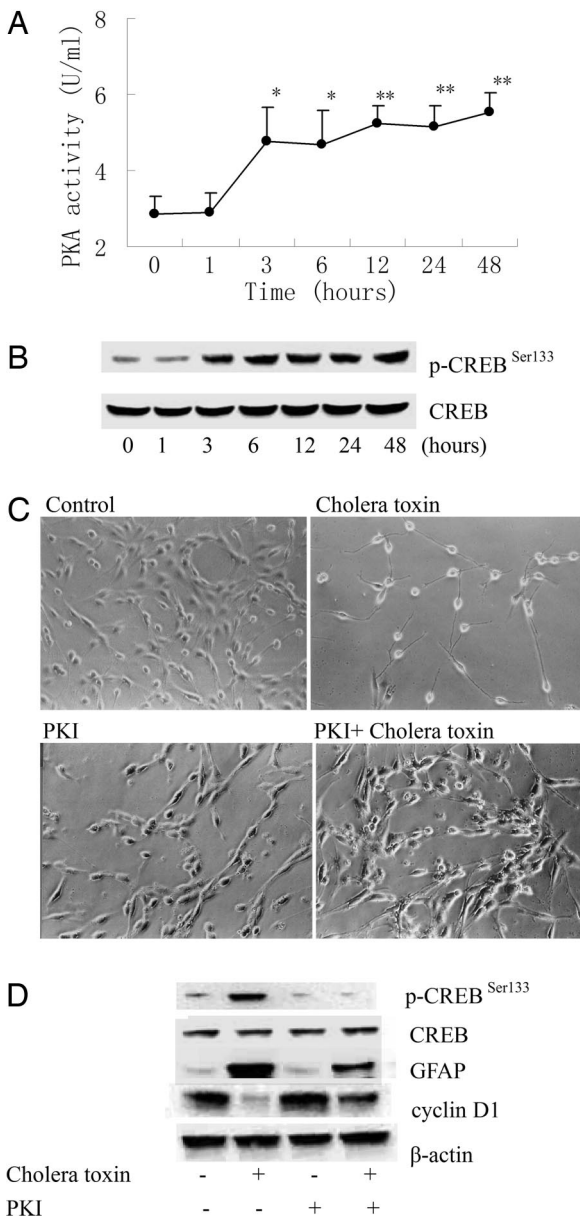 A
PKA activity (U/ml)
8
6
4
2
* * ** ** **
0 1 3 6 12 24 48
Time (hours)
B
p-CREB Ser133
CREB
0 1 3 6 12 24 48 (hours)
C
Control Cholera toxin
PKI PKI+ Cholera toxin
D
p-CREB Ser133
CREB
GFAP
cyclin D1
β-actin
Cholera toxin - + - +
PKI - - + +